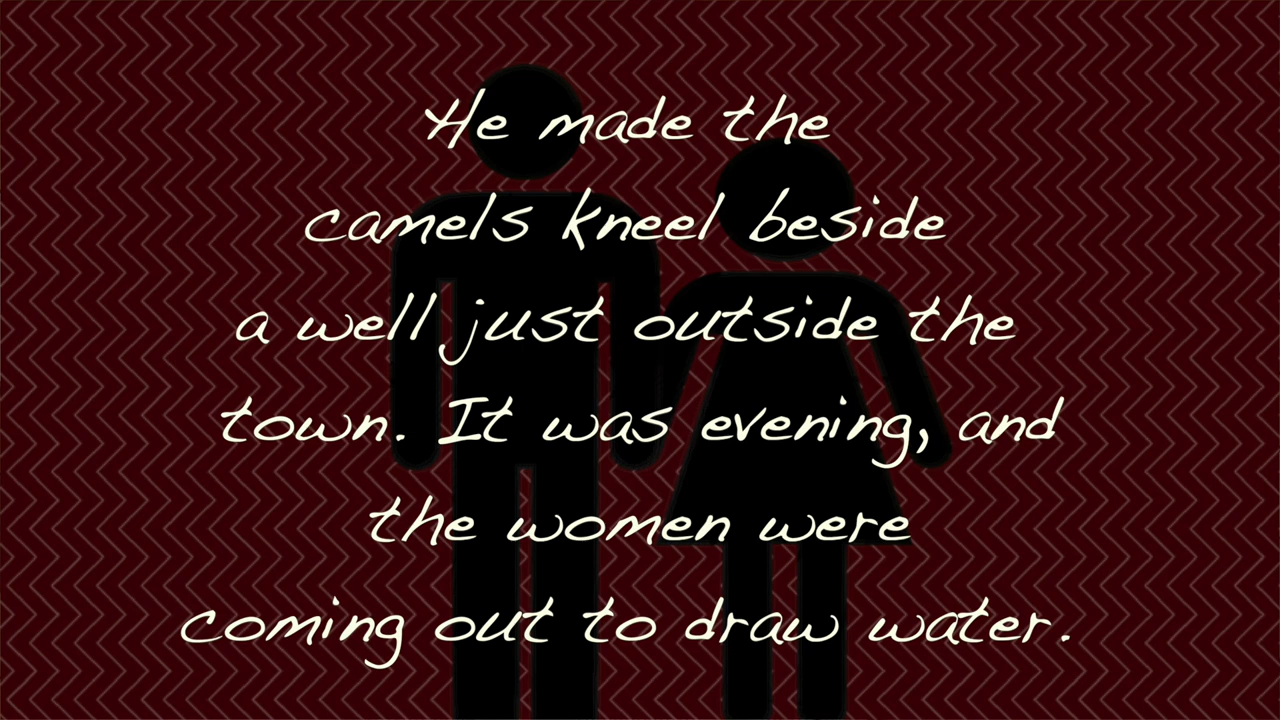 He made the
camels kneel beside
a well just outside the
town. It was evening, and
the women were
coming out to draw water.